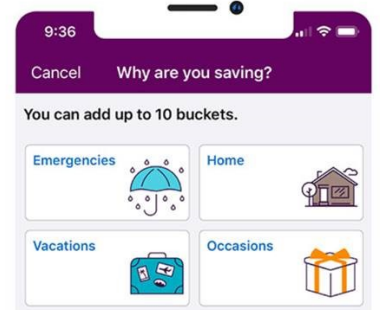 9:36
Cancel Why are you saving?
You can add up to 10 buckets.
Emergencies Home
Vacations Occasions